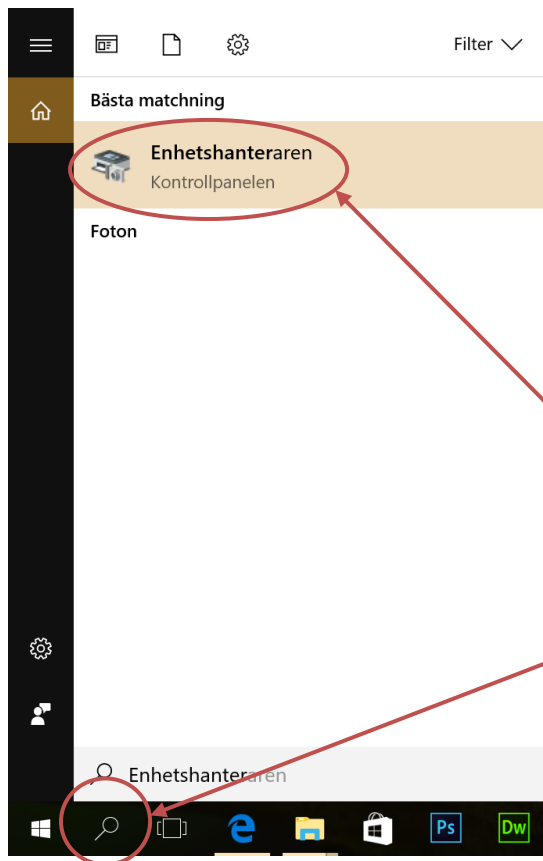 Filter
Bästa matchning
Enhetshanteraren
Kontrollpanelen
Foton
Enhetshanteraren
Ps
Dw